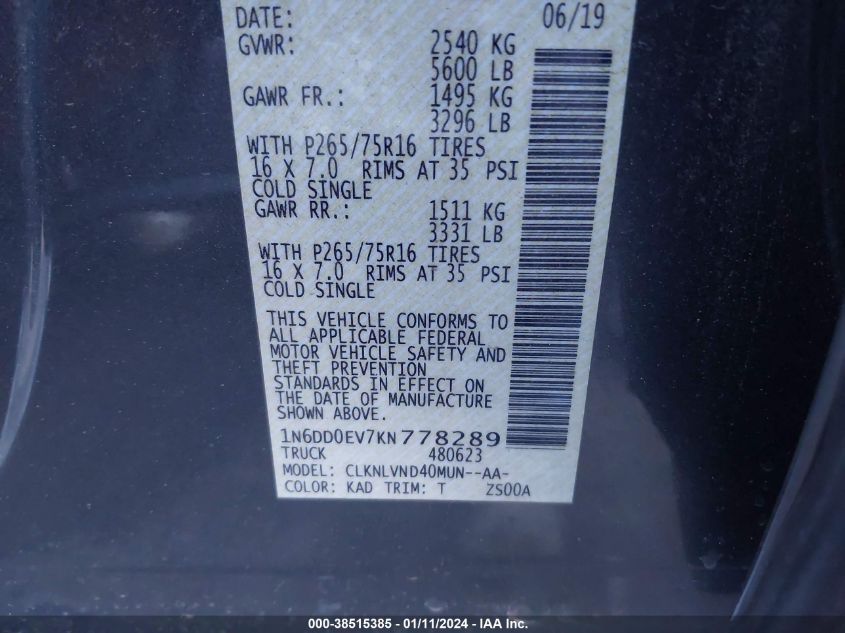 DATE: 06/19
GVWR: 2540 KG
5600 LB
GAWR FR.: 1495 KG
3296 LB
WITH P265/75R16 TIRES
16 X 7.0 RIMS AT 35 PSI
COLD SINGLE
GAWR RR.: 1511 KG
3331 LB
WITH P265/75R16 TIRES
16 X 7.0 RIMS AT 35 PSI
COLD SINGLE
THIS VEHICLE CONFORMS TO
ALL APPLICABLE FEDERAL
MOTOR VEHICLE SAFETY AND
THEFT PREVENTION
STANDARDS IN EFFECT ON
THE DATE OF MANUFACTURE
SHOWN ABOVE.
1N6DD0EV7KN778289
TRUCK 480623
MODEL: CLKNLVND40MUN--AA-
COLOR: KAD TRIM: T ZS00A
000-38515385 - 01/11/2024 - IAA Inc.